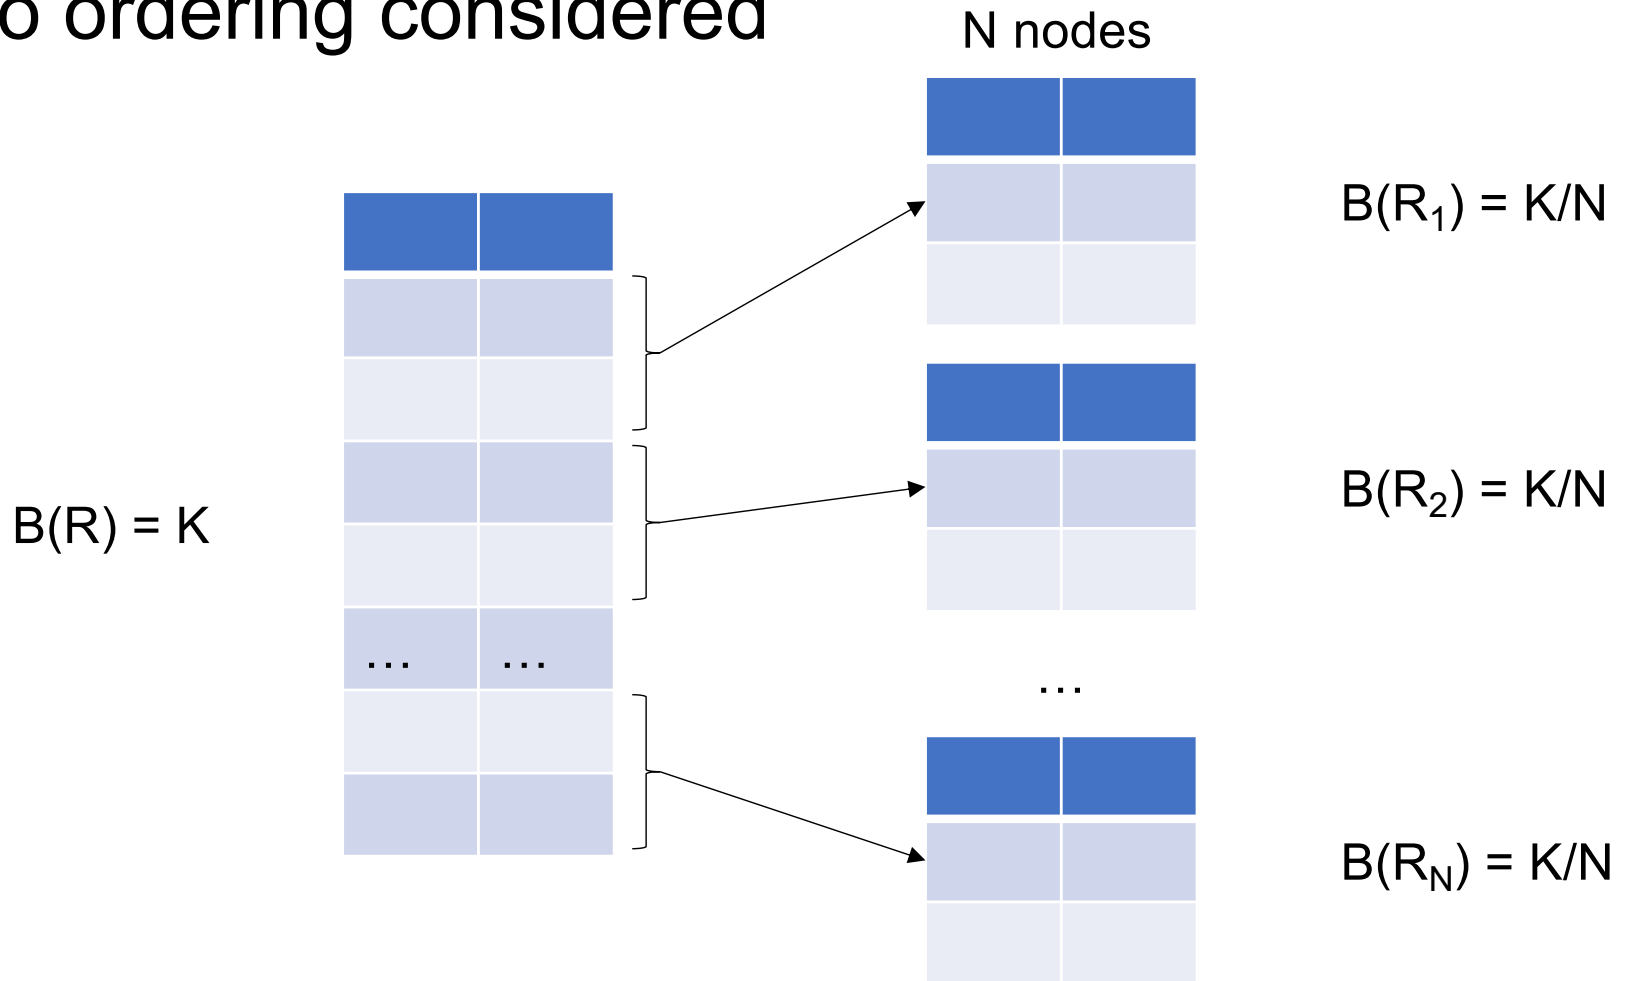 o ordering considered
N nodes
B(R₁) = K/N
B(R₂) = K/N
B(R) = K
... ...
...
B(R_N) = K/N